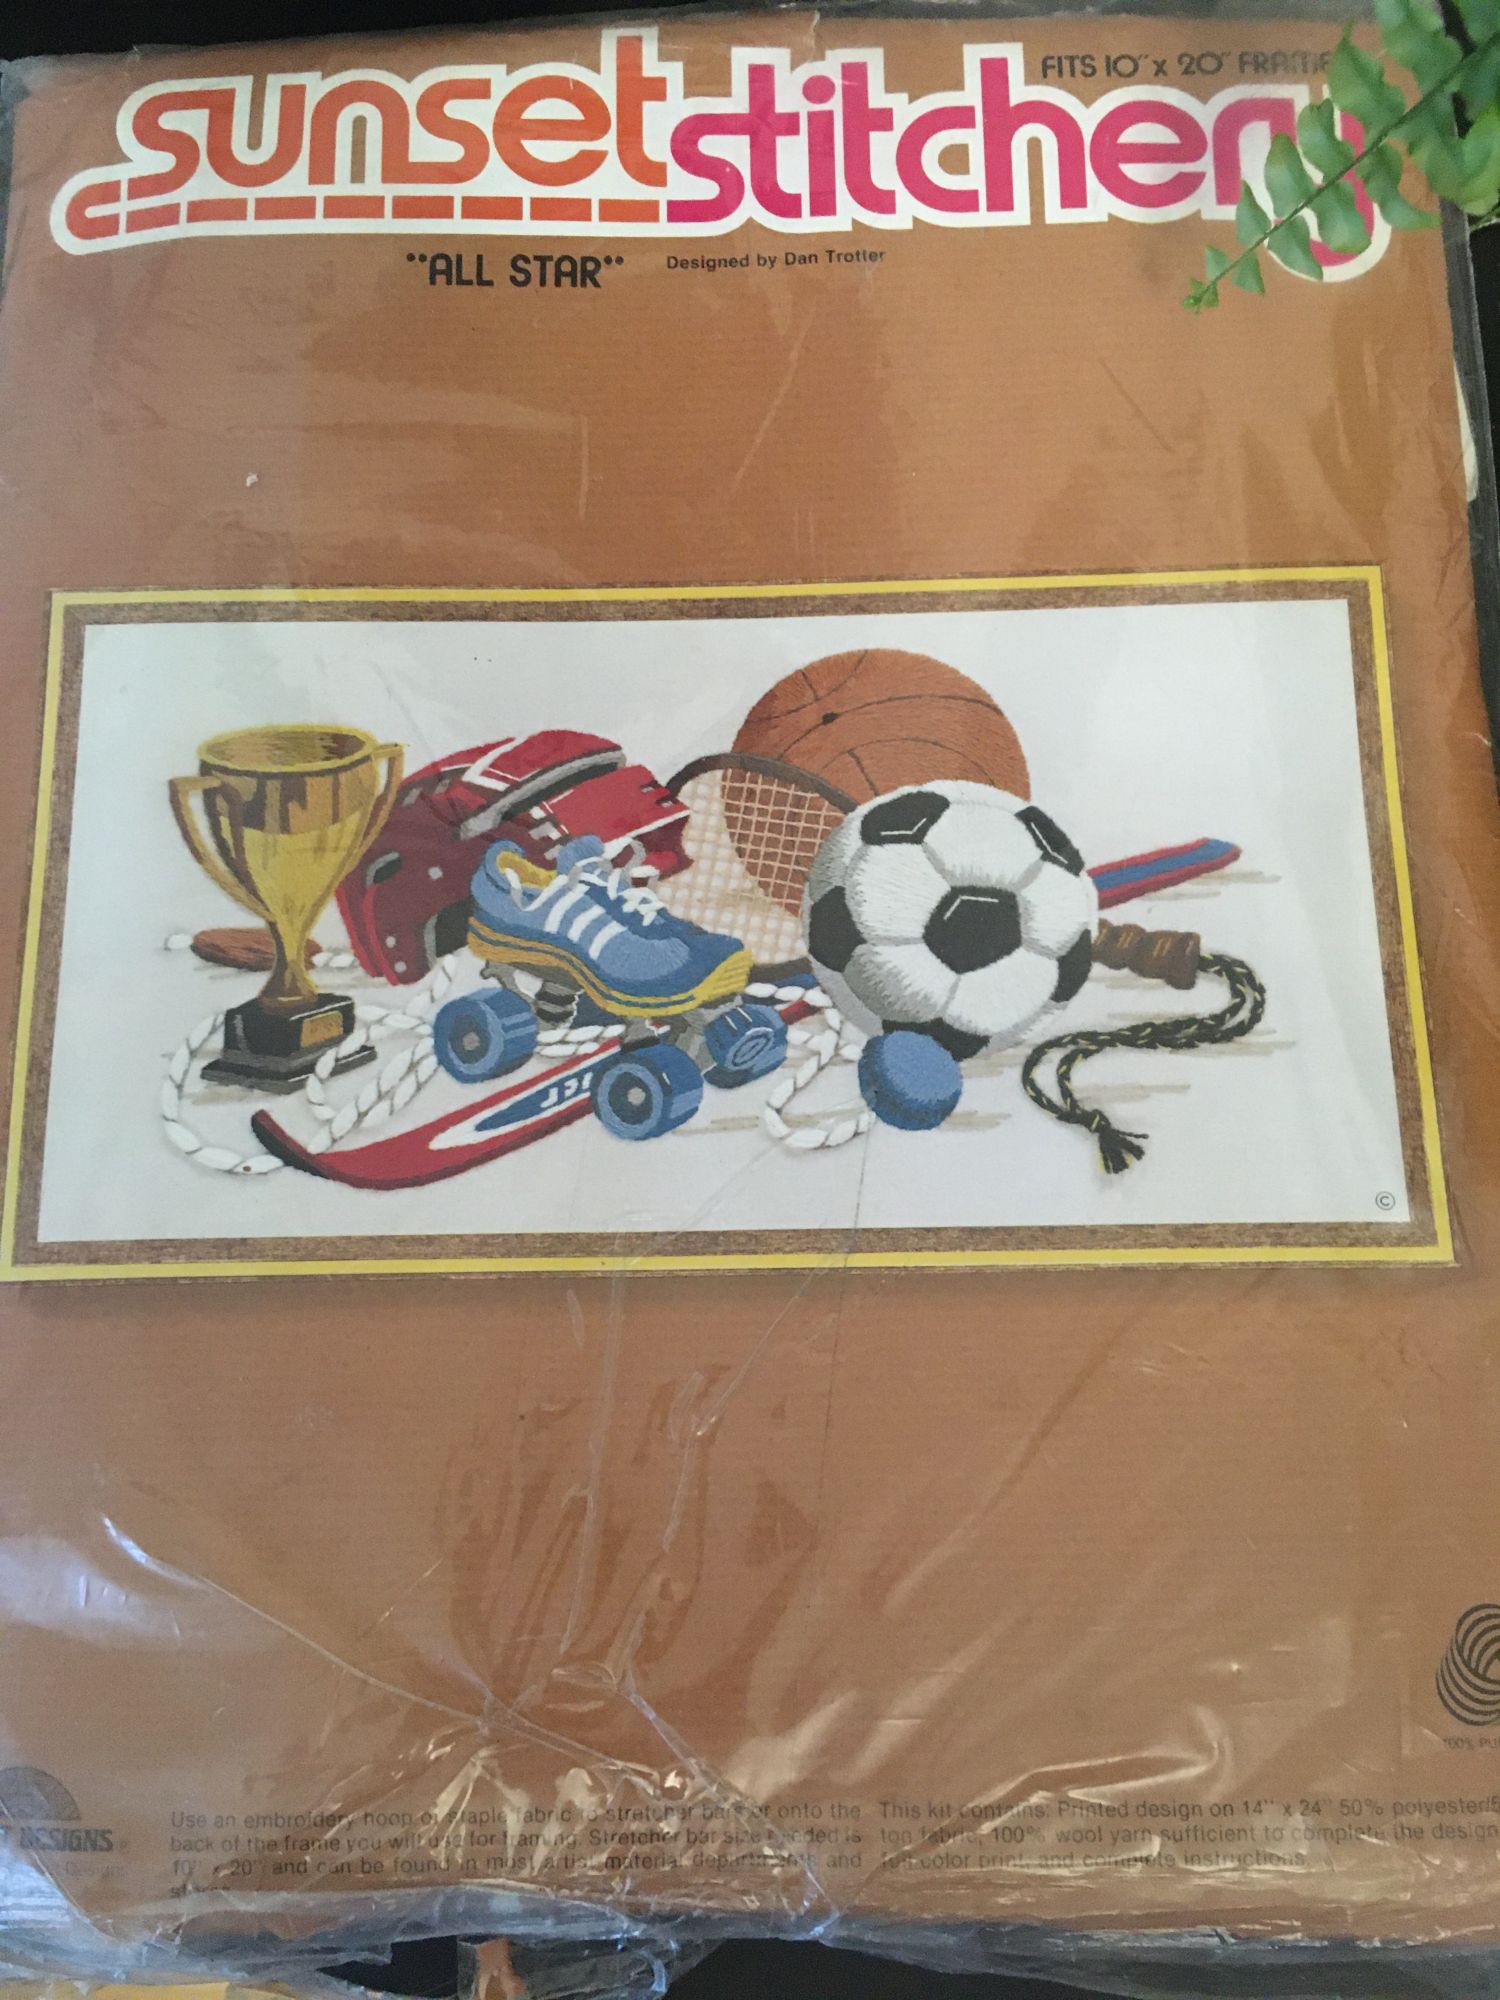 FITS 10" x 20" FRAME
sunset stitchery
"ALL STAR" Designed by Dan Trotter
JPF
©
100% PU
DESIGNS
Use an embroidery hoop or staple fabric to stretcher bars or onto the
back of the frame you will use for framing. Stretcher bar size needed is
10" x 20" and can be found in most artist material departments and
This kit contains: Printed design on 14" x 24" 50% polyester/
ton fabric, 100% wool yarn sufficient to complete the design
full color print, and complete instructions.